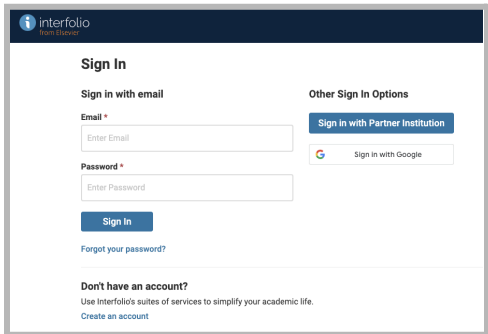 interfolio
from Elsevier
Sign In
Sign in with email
Email *
Enter Email
Password *
Enter Password
Sign In
Forgot your password?
Other Sign In Options
Sign in with Partner Institution
Sign in with Google
Don't have an account?
Use Interfolio's suites of services to simplify your academic life.
Create an account